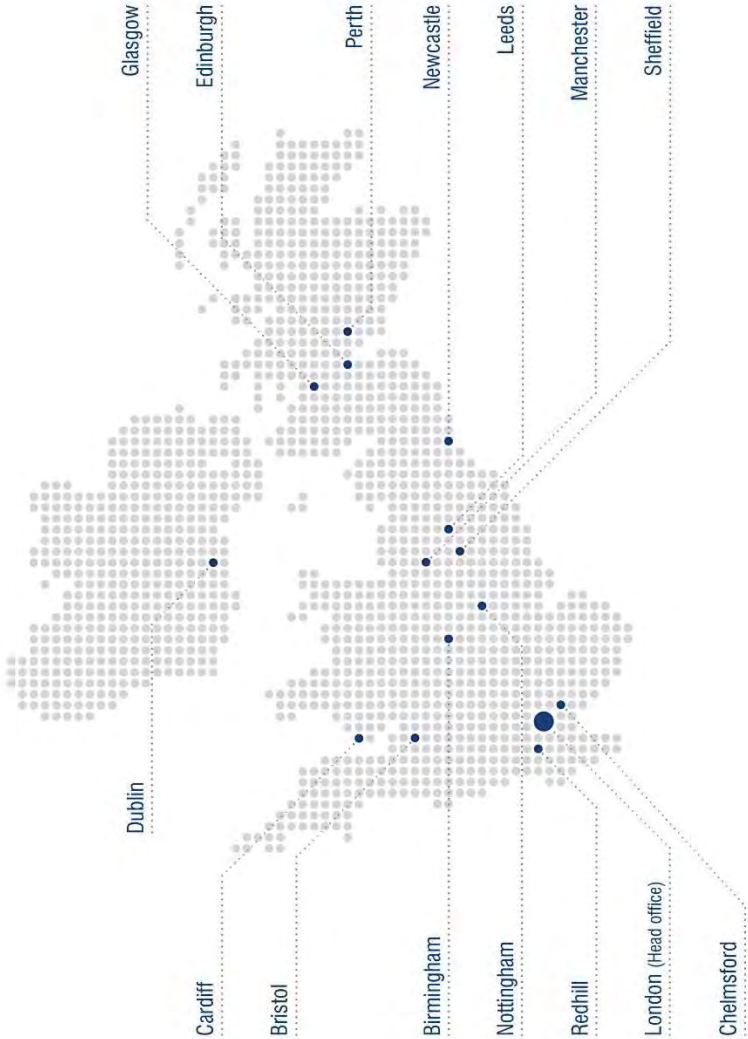 Glasgow
Edinburgh
Perth
Newcastle
Leeds
Manchester
Sheffield
Dublin
Cardiff
Bristol
Birmingham
Nottingham
Redhill
London (Head office)
Chelmsford